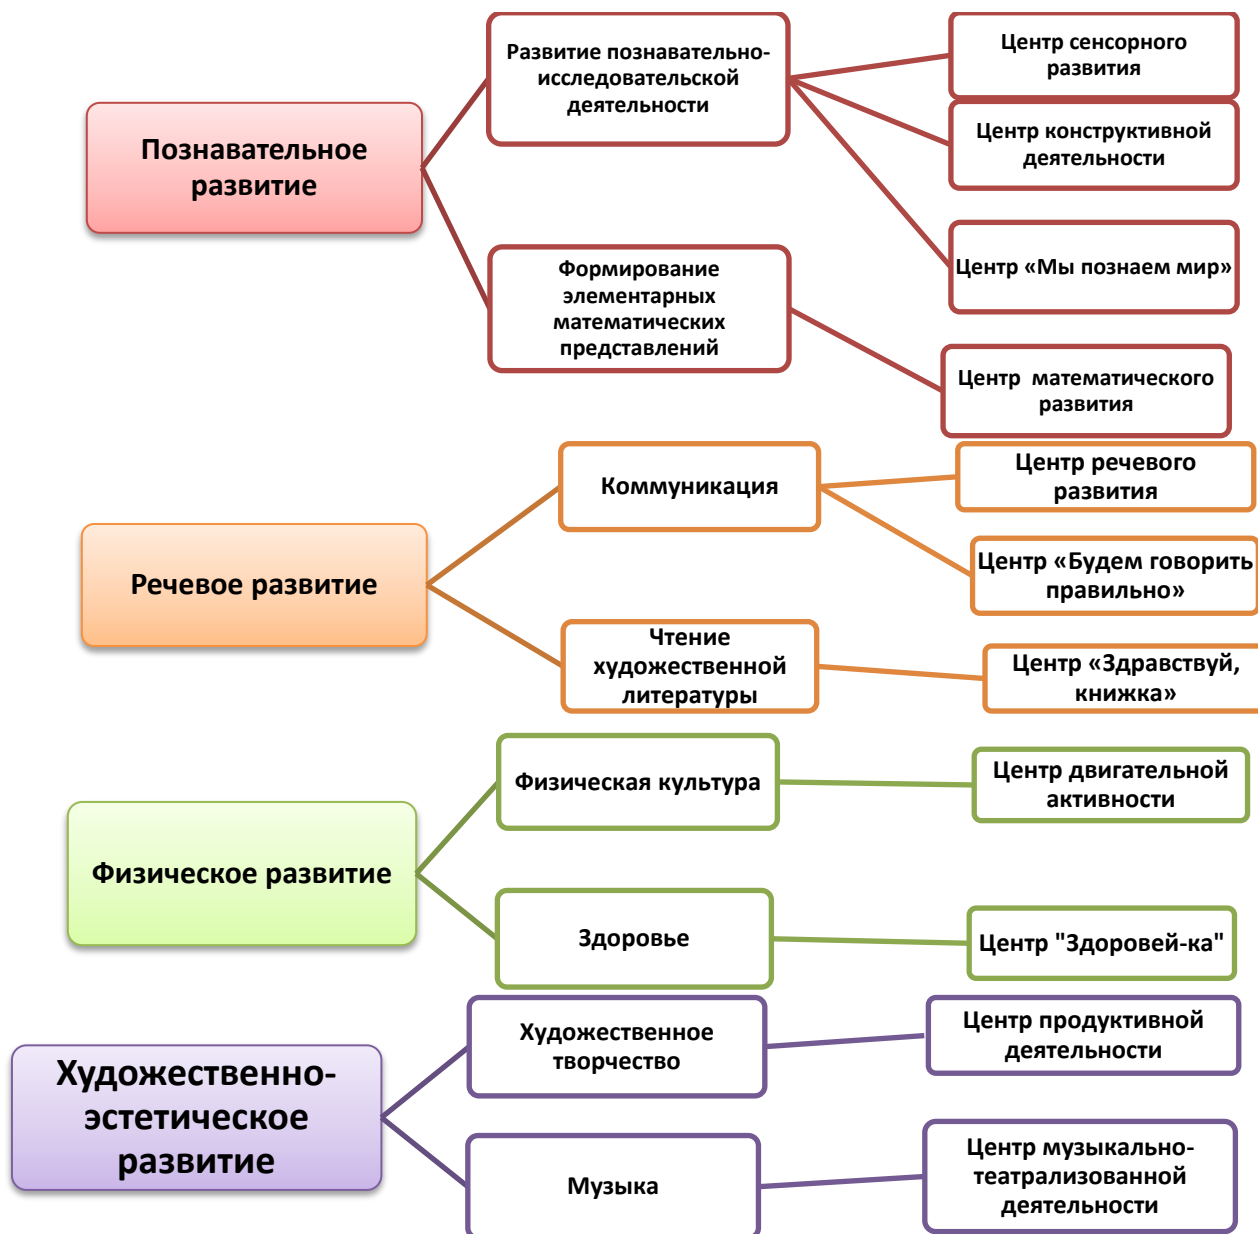 Познавательное
развитие
Развитие познавательно-
исследовательской
деятельности
Центр сенсорного
развития
Центр конструктивной
деятельности
Центр «Мы познаем мир»
Формирование
элементарных
математических
представлений
Центр математического
развития
Речевое развитие
Коммуникация
Центр речевого
развития
Центр «Будем говорить
правильно»
Чтение
художественной
литературы
Центр «Здравствуй,
книжка»
Физическое развитие
Физическая культура
Центр двигательной
активности
Здоровье
Центр "Здоровей-ка"
Художественно-
эстетическое
развитие
Художественное
творчество
Центр продуктивной
деятельности
Музыка
Центр музыкально-
театрализованной
деятельности